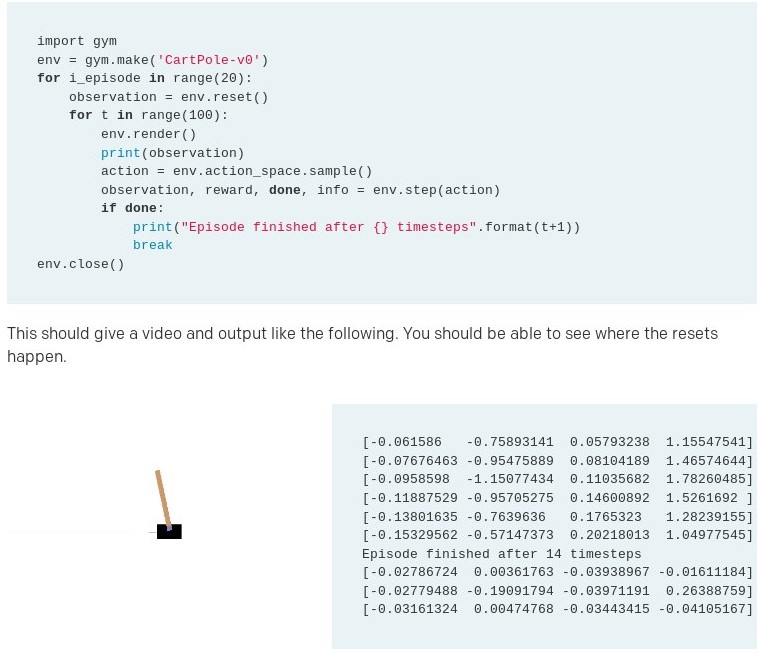 import gym
env = gym.make('CartPole-v0')
for i_episode in range(20):
    observation = env.reset()
    for t in range(100):
        env.render()
        print(observation)
        action = env.action_space.sample()
        observation, reward, done, info = env.step(action)
        if done:
            print("Episode finished after {} timesteps".format(t+1))
            break
env.close()
This should give a video and output like the following. You should be able to see where the resets
happen.
[-0.061586   -0.75893141  0.05793238  1.15547541]
[-0.07676463 -0.95475889  0.08104189  1.46574644]
[-0.0958598  -1.15077434  0.11035682  1.78260485]
[-0.11887529 -0.95705275  0.14600892  1.5261692 ]
[-0.13801635 -0.7639636   0.1765323   1.28239155]
[-0.15329562 -0.57147373  0.20218013  1.04977545]
Episode finished after 14 timesteps
[-0.02786724  0.00361763 -0.03938967 -0.01611184]
[-0.02779488 -0.19091794 -0.03971191  0.26388759]
[-0.03161324  0.00474768 -0.03443415 -0.04105167]